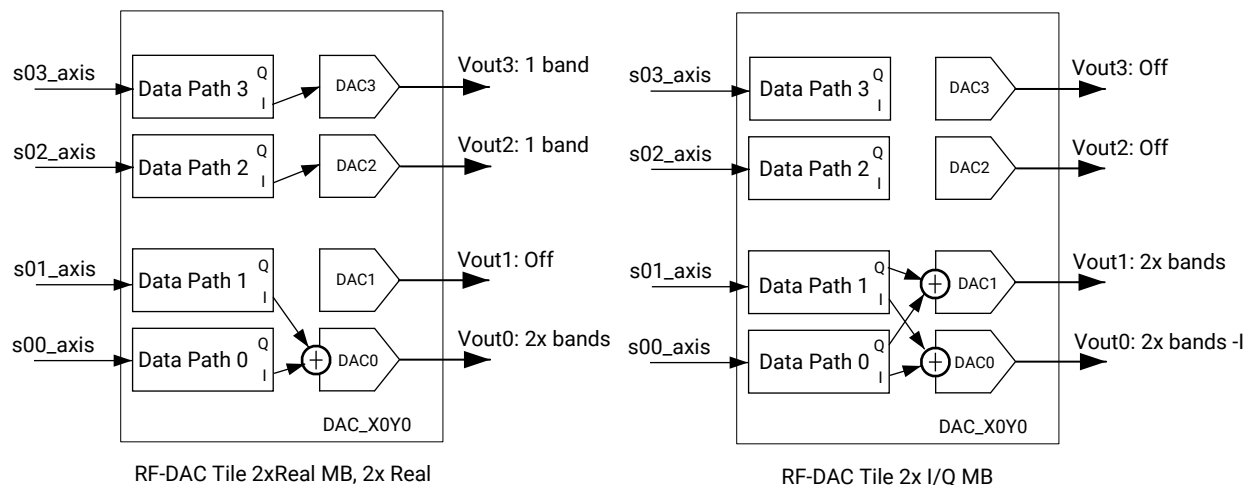 s03_axis
Data Path 3
Q
I
DAC3
Vout3: 1 band
s02_axis
Data Path 2
Q
I
DAC2
Vout2: 1 band
s01_axis
Data Path 1
Q
I
DAC1
Vout1: Off
s00_axis
Data Path 0
Q
I
+
DAC0
Vout0: 2x bands
DAC_X0Y0
RF-DAC Tile 2xReal MB, 2x Real
s03_axis
Data Path 3
Q
I
DAC3
Vout3: Off
s02_axis
Data Path 2
Q
I
DAC2
Vout2: Off
s01_axis
Data Path 1
Q
I
+
DAC1
Vout1: 2x bands
s00_axis
Data Path 0
Q
I
+
DAC0
Vout0: 2x bands -I
DAC_X0Y0
RF-DAC Tile 2x I/Q MB